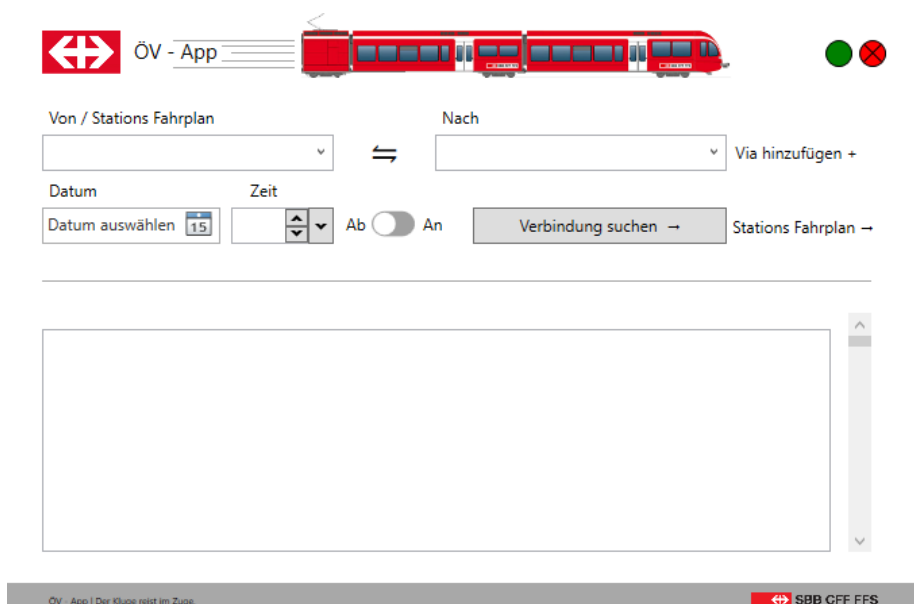 ÖV - App
Von / Stations Fahrplan
Nach
Via hinzufügen +
Datum
Zeit
Datum auswählen 15
Ab
An
Verbindung suchen →
Stations Fahrplan →
ÖV - App | Der Kluge reist im Zuge.
SBB CFF FFS